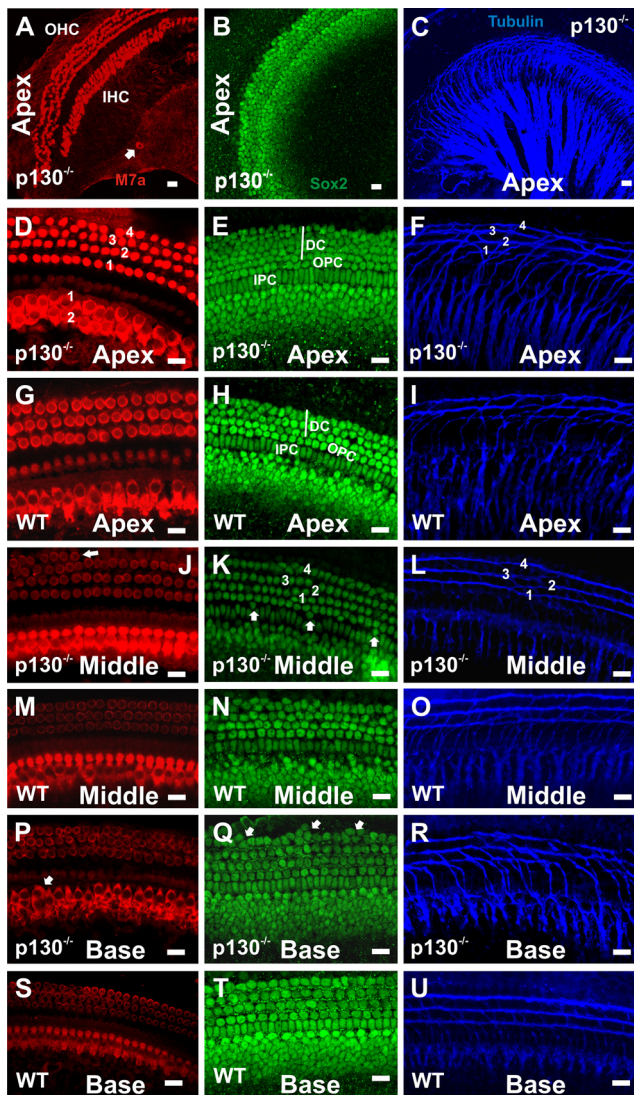 A
OHC
Apex
IHC
p130-/-
M7a
B
Apex
p130-/-
Sox2
C
Tubulin
p130-/-
Apex
D
4
3
2
1
1
2
p130-/-
Apex
E
DC
OPC
IPC
p130-/-
Apex
F
4
3
2
1
p130-/-
Apex
G
WT
Apex
H
DC
IPC
OPC
WT
Apex
I
WT
Apex
J
p130-/-
Middle
K
4
3
2
1
p130-/-
Middle
L
4
3
2
1
p130-/-
Middle
M
WT
Middle
N
WT
Middle
O
WT
Middle
P
p130-/-
Base
Q
p130-/-
Base
R
p130-/-
Base
S
WT
Base
T
WT
Base
U
WT
Base